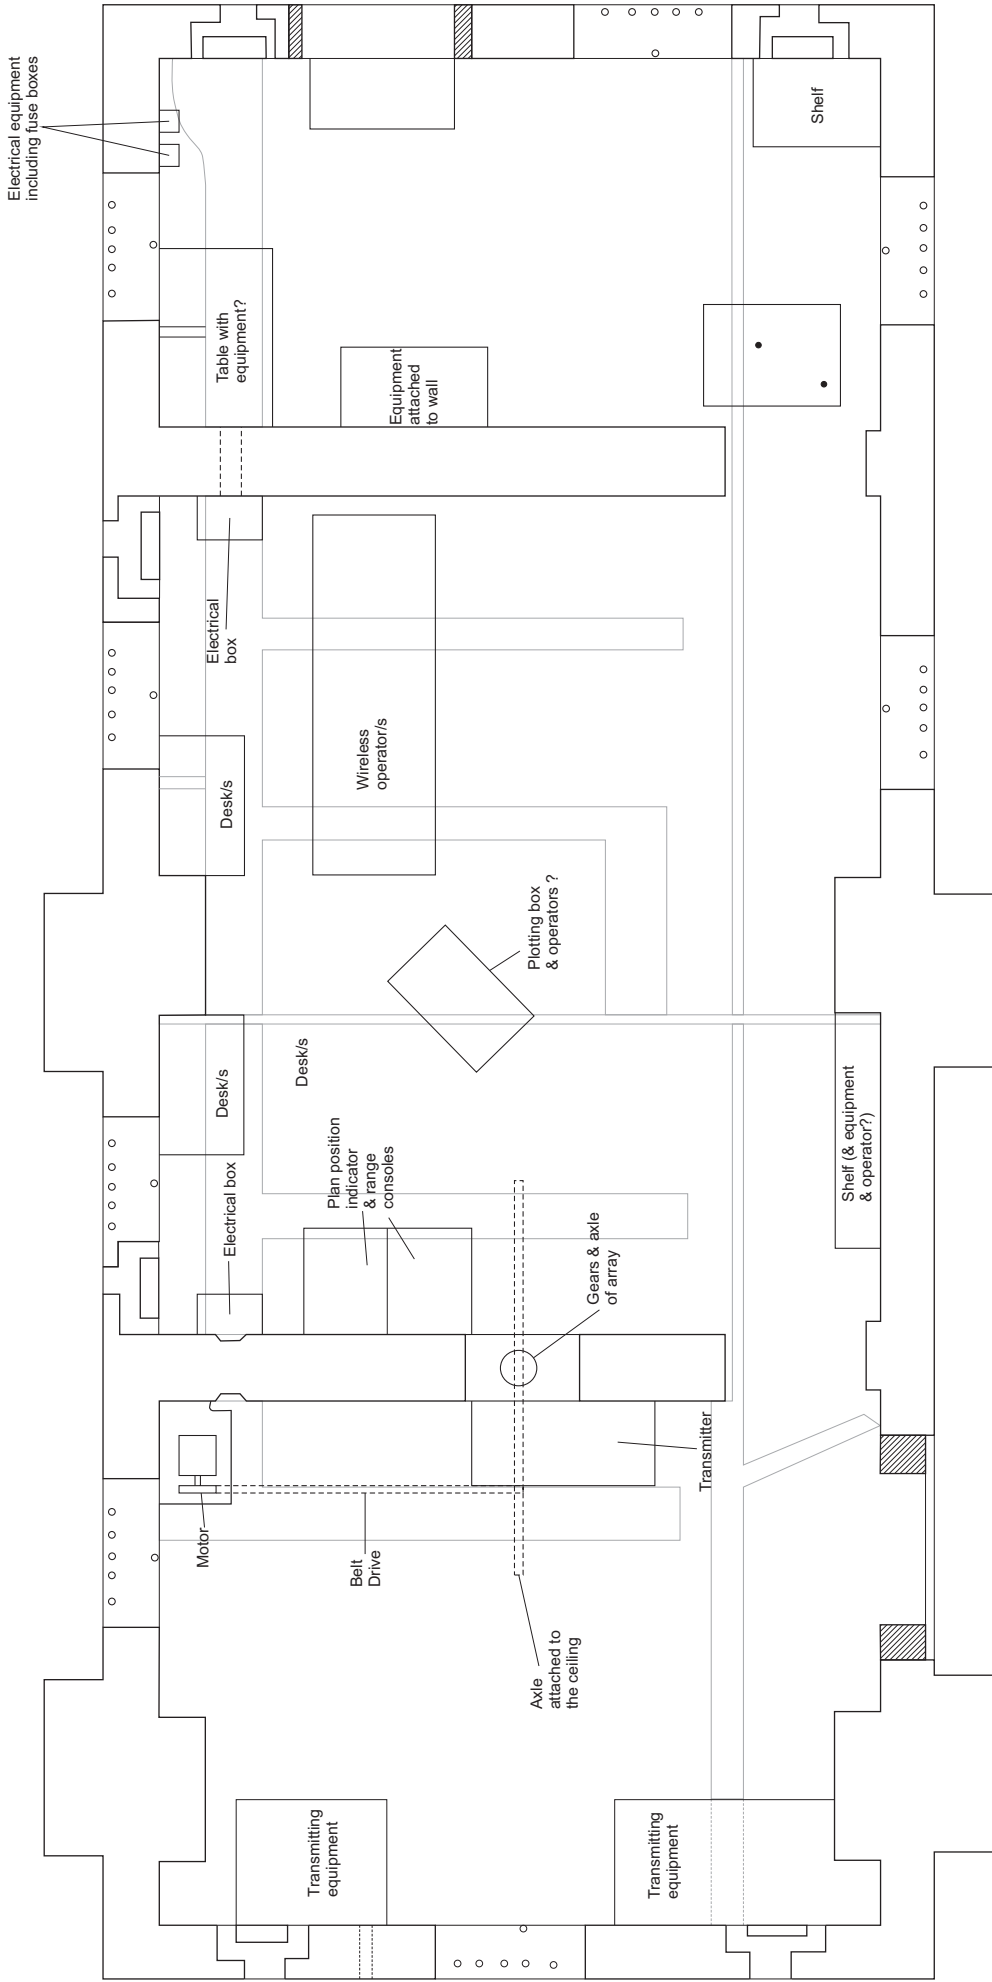 Electrical equipment
including fuse boxes
Shelf
Table with
equipment?
Equipment
attached
to wall
Electrical
box
Wireless
operator/s
Desk/s
Plotting box
& operators ?
Desk/s
Desk/s
Plan position
indicator
& range
consoles
Electrical box
Shelf (& equipment
& operator?)
Gears & axle
of array
Transmitter
Motor
Belt
Drive
Axle
attached to
the ceiling
Transmitting
equipment
Transmitting
equipment